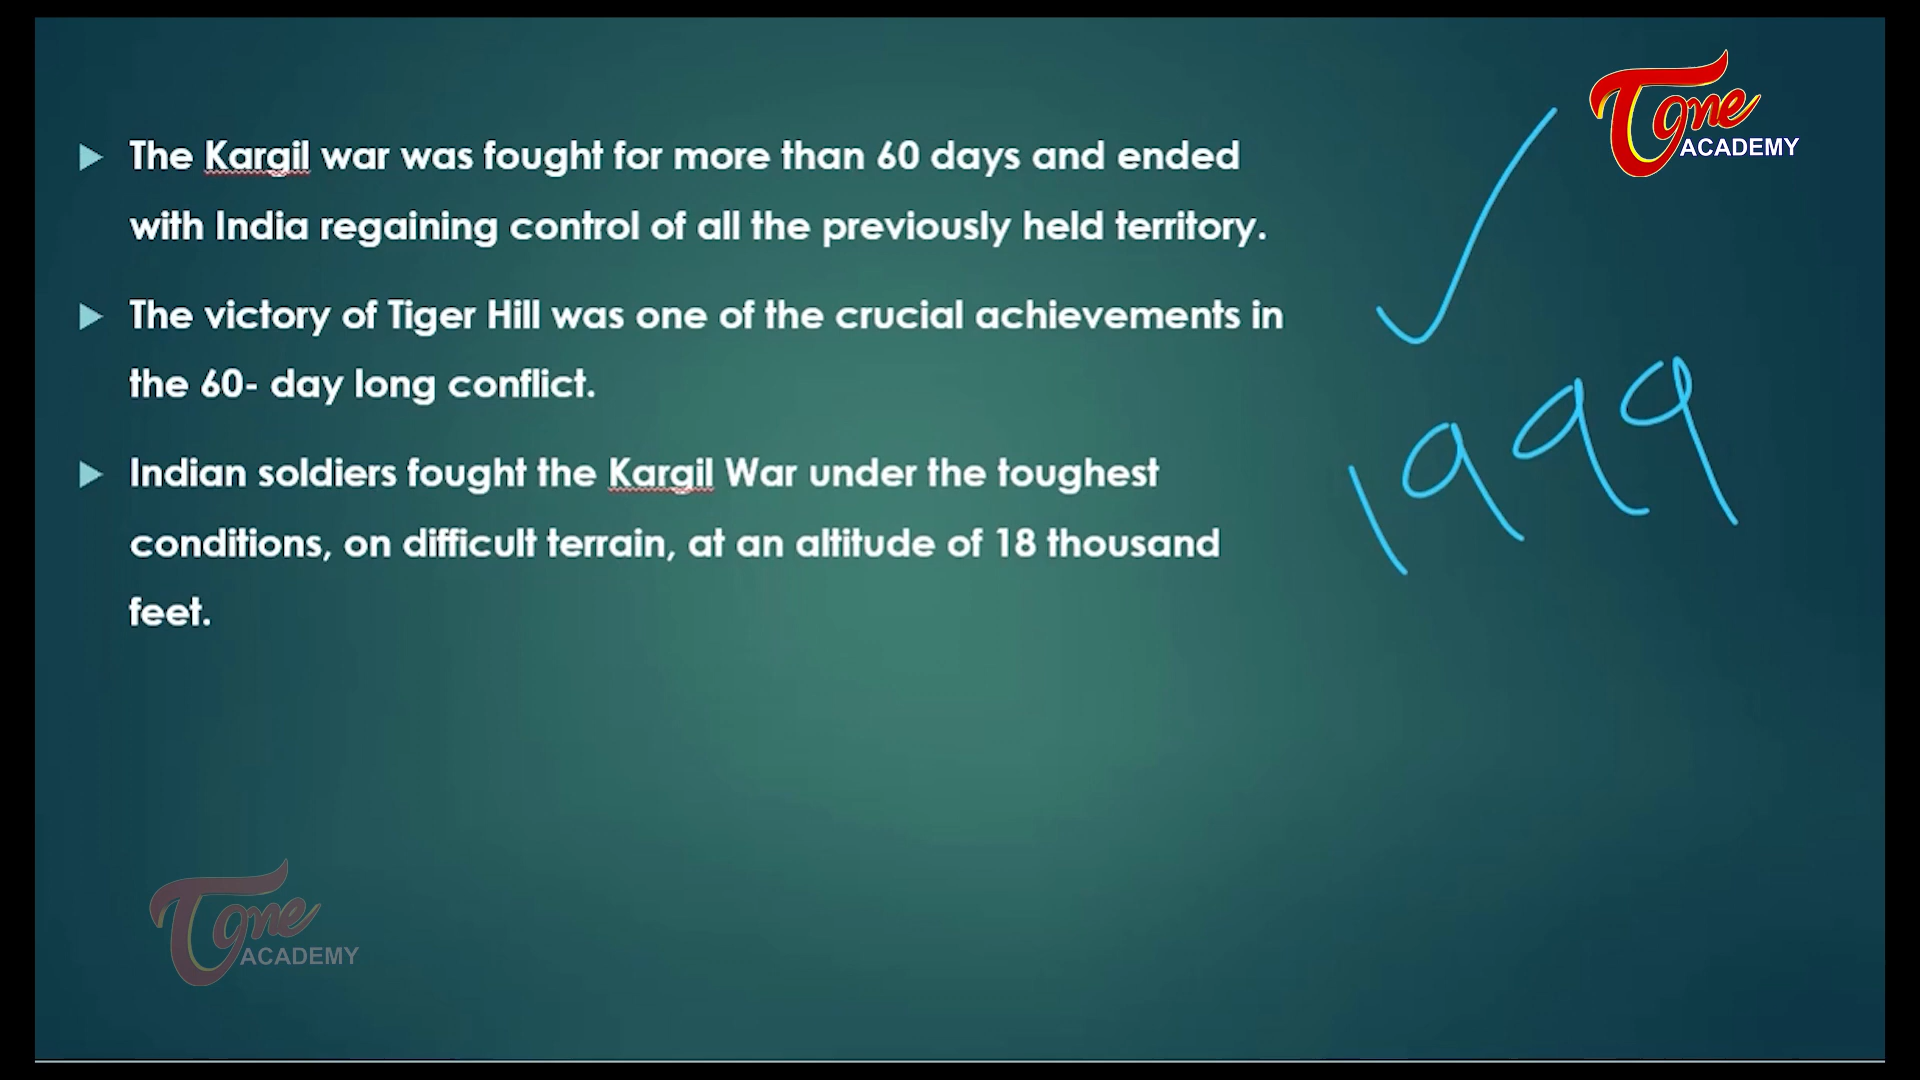 The Kargil war was fought for more than 60 days and ended
with India regaining control of all the previously held territory.
The victory of Tiger Hill was one of the crucial achievements in
the 60- day long conflict.
Indian soldiers fought the Kargil War under the toughest
conditions, on difficult terrain, at an altitude of 18 thousand
feet.
Tone
ACADEMY
1999
Tone
ACADEMY